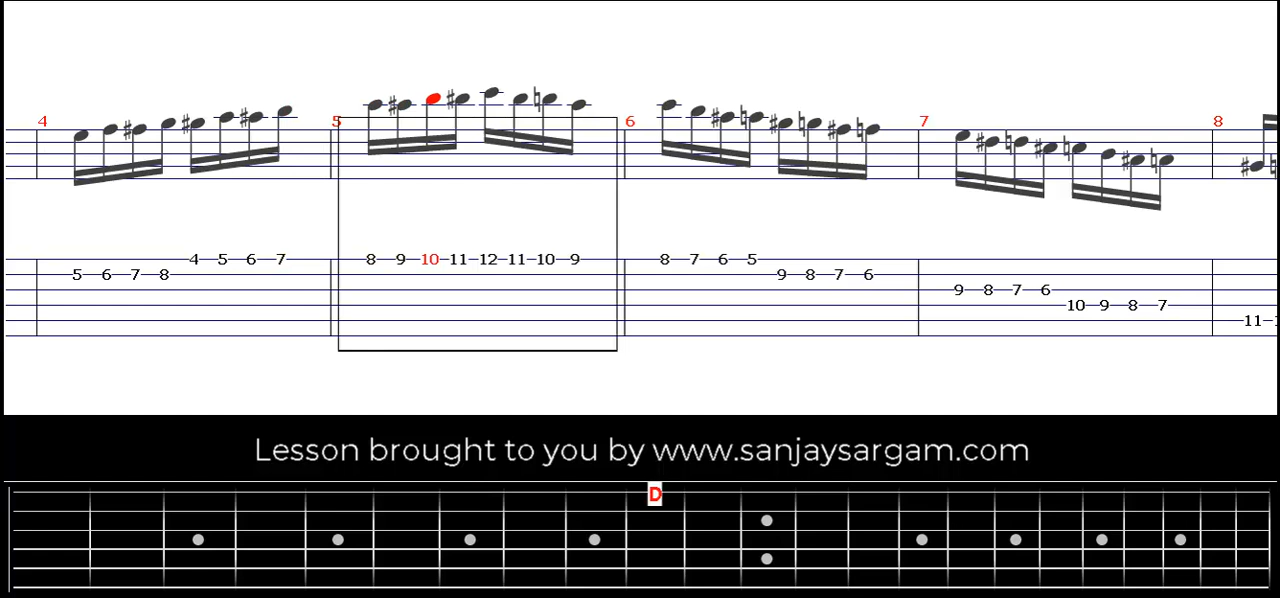 4 5 6 7 8
4 5 6 7 8 9 10 11 12 11 10 9 8 7 6 5
5 6 7 8 9 8 7 6
9 8 7 6
10 9 8 7
11
Lesson brought to you by www.sanjaysargam.com
D